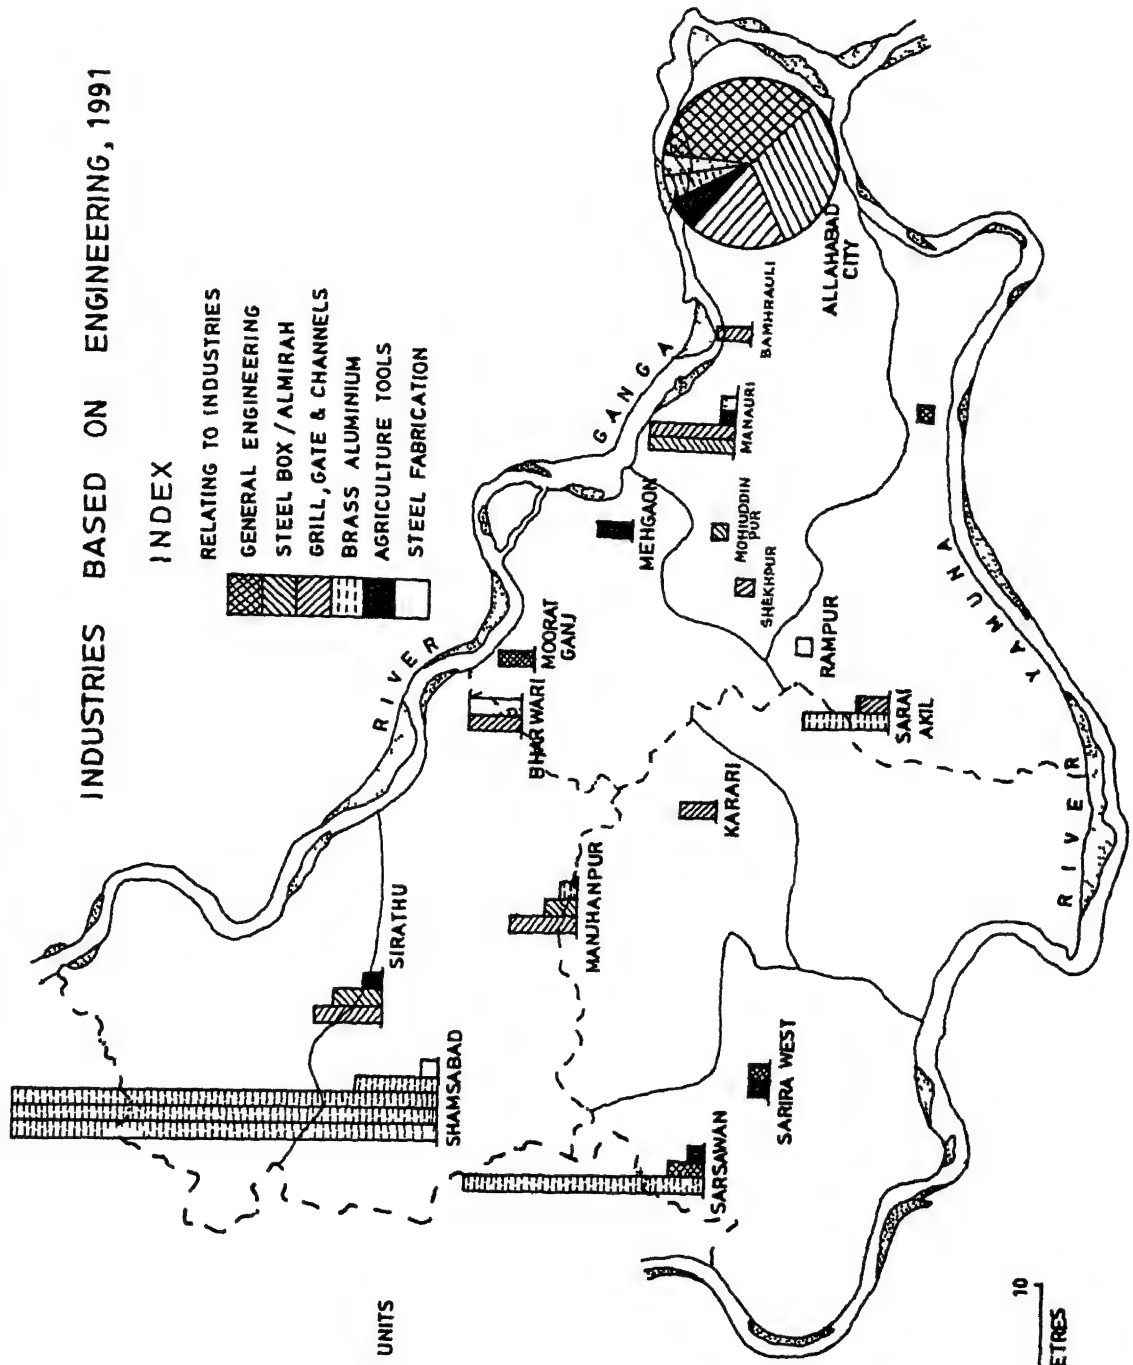 INDUSTRIES BASED ON ENGINEERING, 1991
INDEX
RELATING TO INDUSTRIES
GENERAL ENGINEERING
STEEL BOX / ALMIRAH
GRILL, GATE & CHANNELS
BRASS ALUMINIUM
AGRICULTURE TOOLS
STEEL FABRICATION
RIVER GANGA
SHAMSABAD
SIRATHU
BHARWARI
MOORAT
GANJ
MEHGAON
MANAURI
BAMHRAULI
ALLAHABAD
CITY
MANJHANPUR
KARARI
SHEKHPUR
MOHIUDDIN
PUR
RAMPUR
SARAI
AKIL
SARSAWAN
SARIRA WEST
RIVER YAMUNA
UNITS
10
ETRES